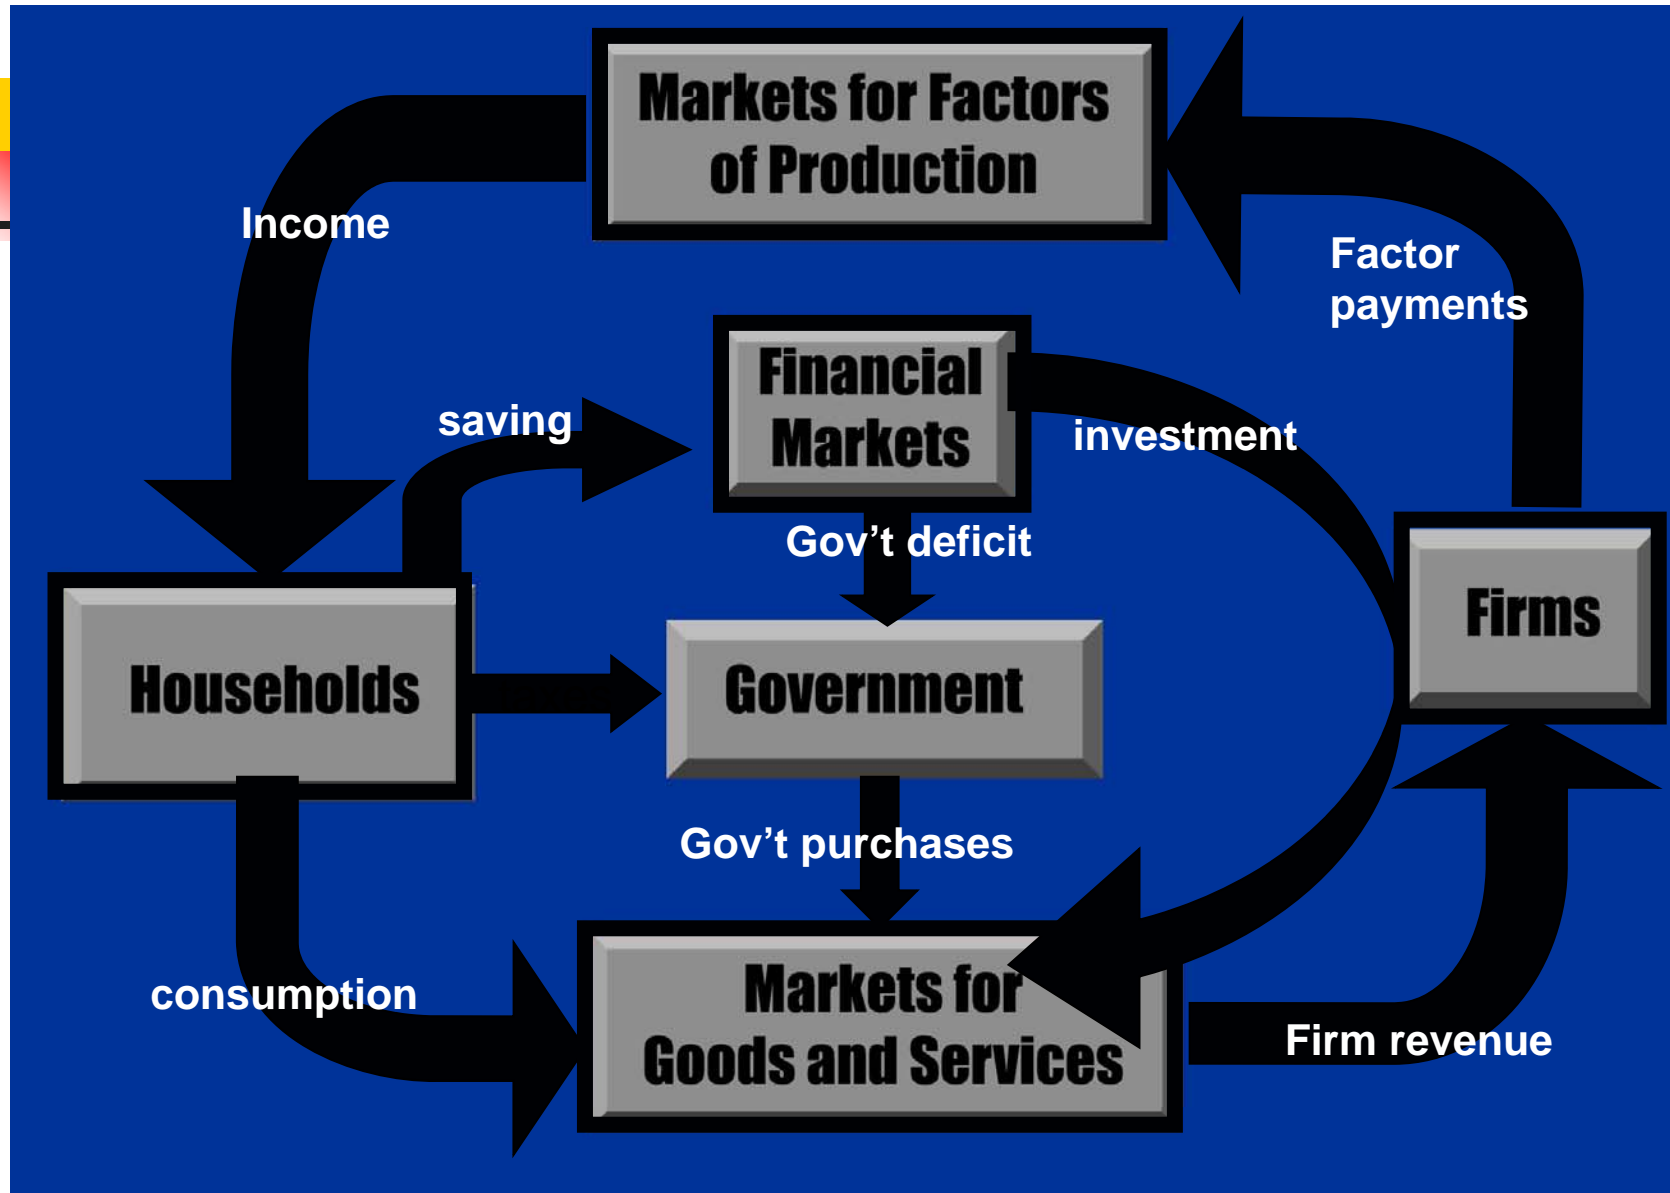 Markets for Factors
of Production
Income
Factor
payments
Financial
Markets
saving
investment
Gov’t deficit
Firms
Households
Government
Gov’t purchases
consumption
Markets for
Goods and Services
Firm revenue